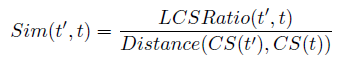 Sim(t′, t) = LCSRatio(t′, t) / Distance(CS(t′), CS(t))